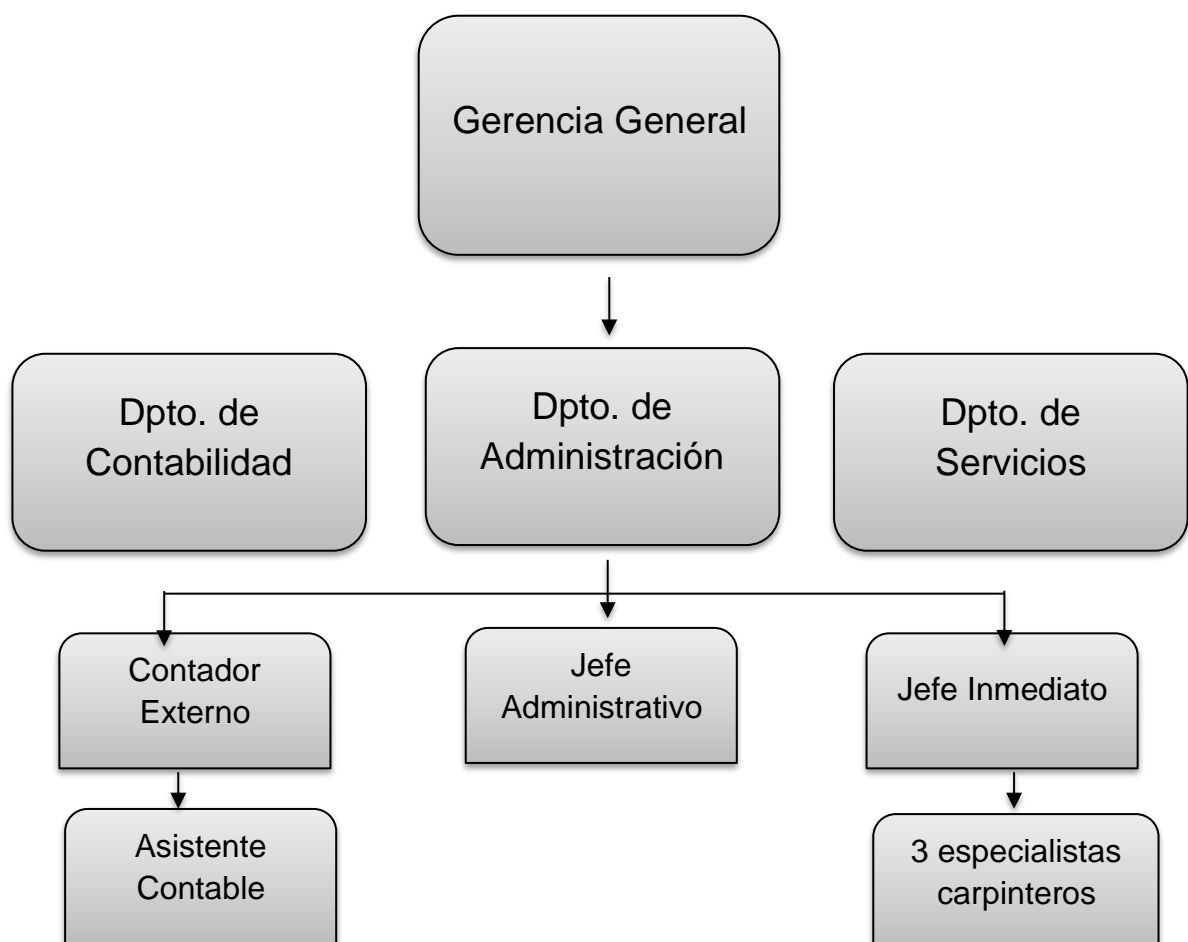 Gerencia General
Dpto. de
Contabilidad
Dpto. de
Administración
Dpto. de
Servicios
Contador
Externo
Jefe
Administrativo
Jefe Inmediato
Asistente
Contable
3 especialistas
carpinteros